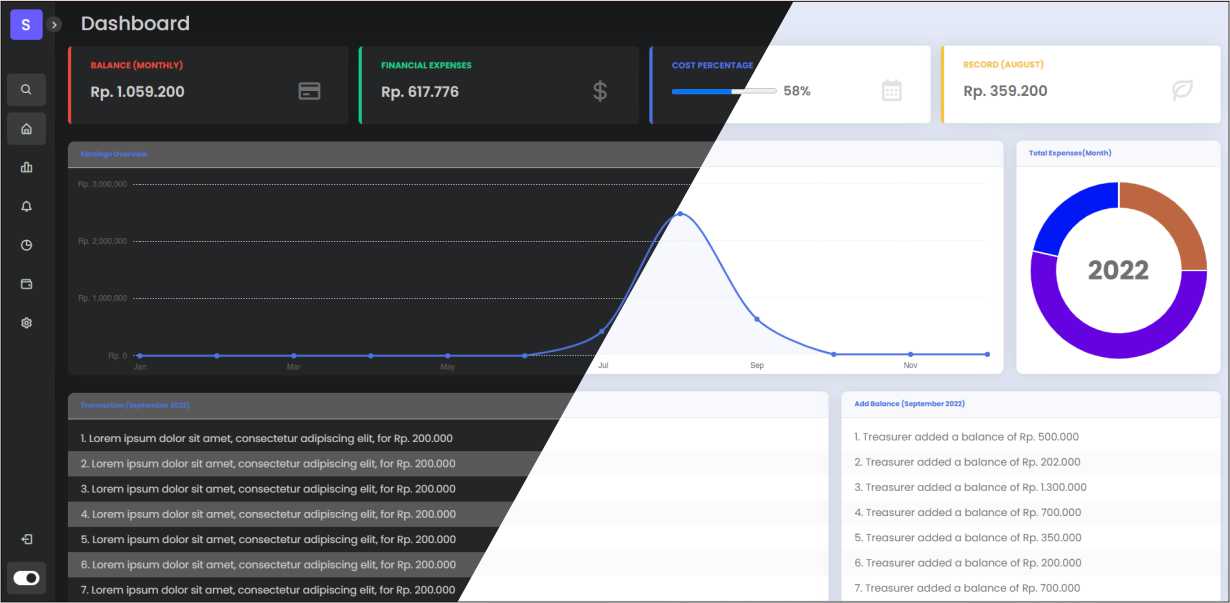 S
Dashboard
BALANCE (MONTHLY)
Rp. 1.059.200
FINANCIAL EXPENSES
Rp. 617.776
$
COST PERCENTAGE
58%
RECORD (AUGUST)
Rp. 359.200
Earnings Overview
Rp. 3,000,000
Rp. 2,000,000
Rp. 1,000,000
Rp. 0
Jan Mar May Jul Sep Nov
Total Expenses(Month)
2022
Transaction (September 2022)
1. Lorem ipsum dolor sit amet, consectetur adipiscing elit, for Rp. 200.000
2. Lorem ipsum dolor sit amet, consectetur adipiscing elit, for Rp. 200.000
3. Lorem ipsum dolor sit amet, consectetur adipiscing elit, for Rp. 200.000
4. Lorem ipsum dolor sit amet, consectetur adipiscing elit, for Rp. 200.000
5. Lorem ipsum dolor sit amet, consectetur adipiscing elit, for Rp. 200.000
6. Lorem ipsum dolor sit amet, consectetur adipiscing elit, for Rp. 200.000
7. Lorem ipsum dolor sit amet, consectetur adipiscing elit, for Rp. 200.000
Add Balance (September 2022)
1. Treasurer added a balance of Rp. 500.000
2. Treasurer added a balance of Rp. 202.000
3. Treasurer added a balance of Rp. 1.300.000
4. Treasurer added a balance of Rp. 700.000
5. Treasurer added a balance of Rp. 350.000
6. Treasurer added a balance of Rp. 200.000
7. Treasurer added a balance of Rp. 700.000